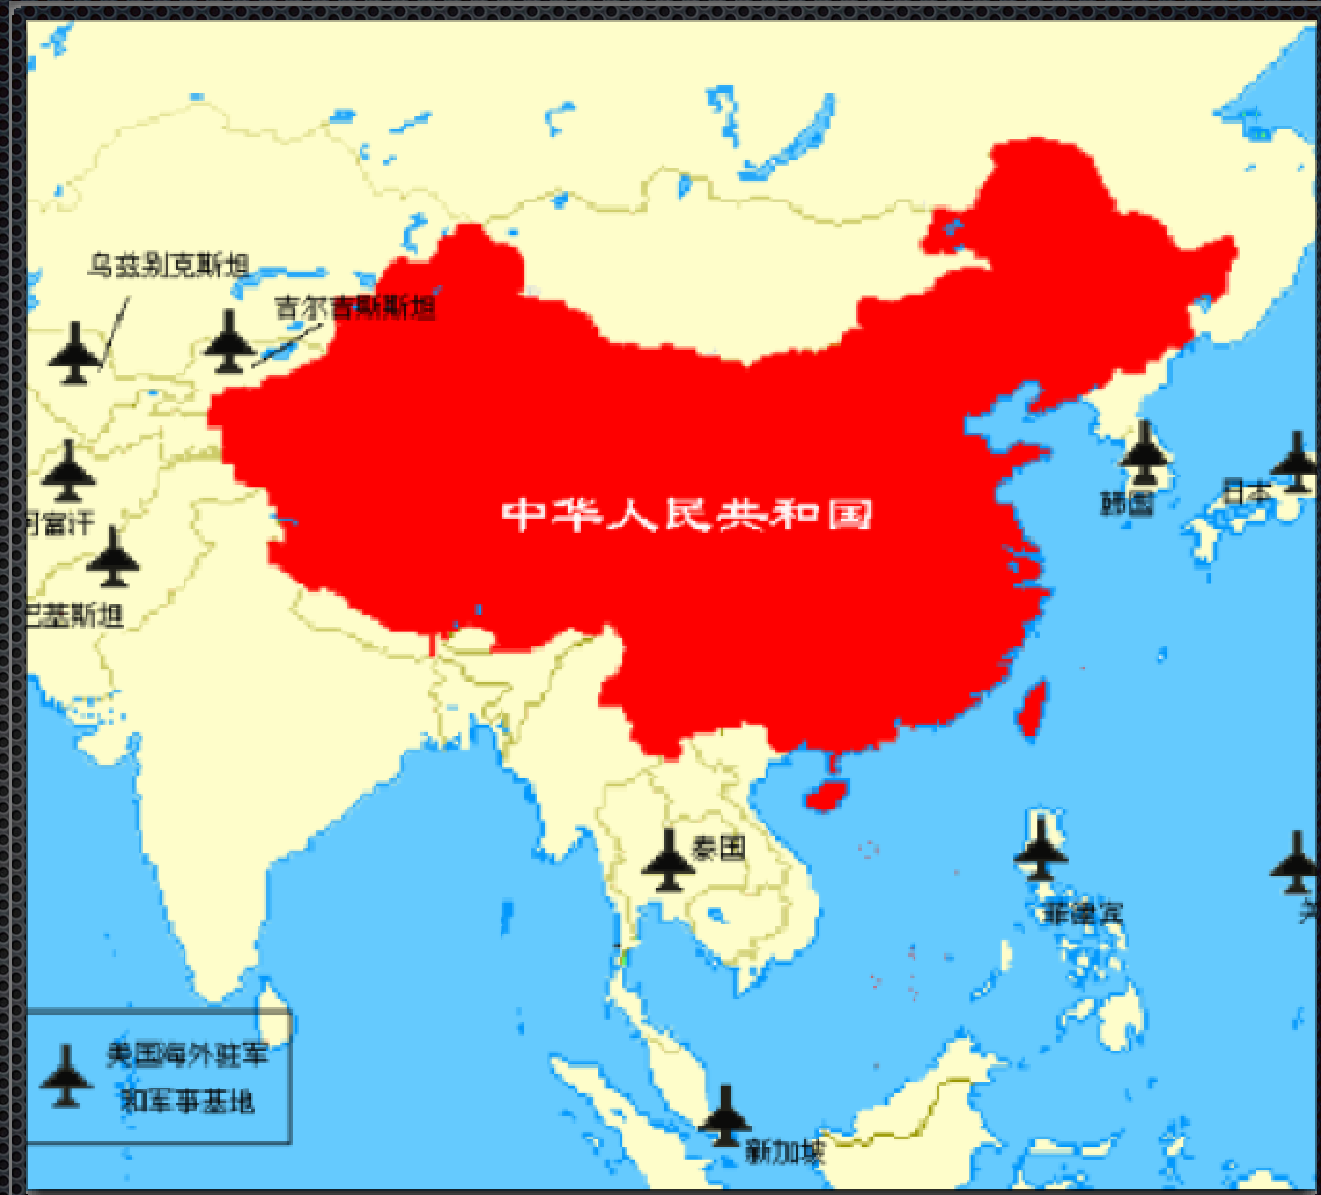 乌兹别克斯坦
吉尔吉斯斯坦
中华人民共和国
韩国
日本
阿富汗
巴基斯坦
泰国
菲律宾
美国海外驻军
和军事基地
新加坡